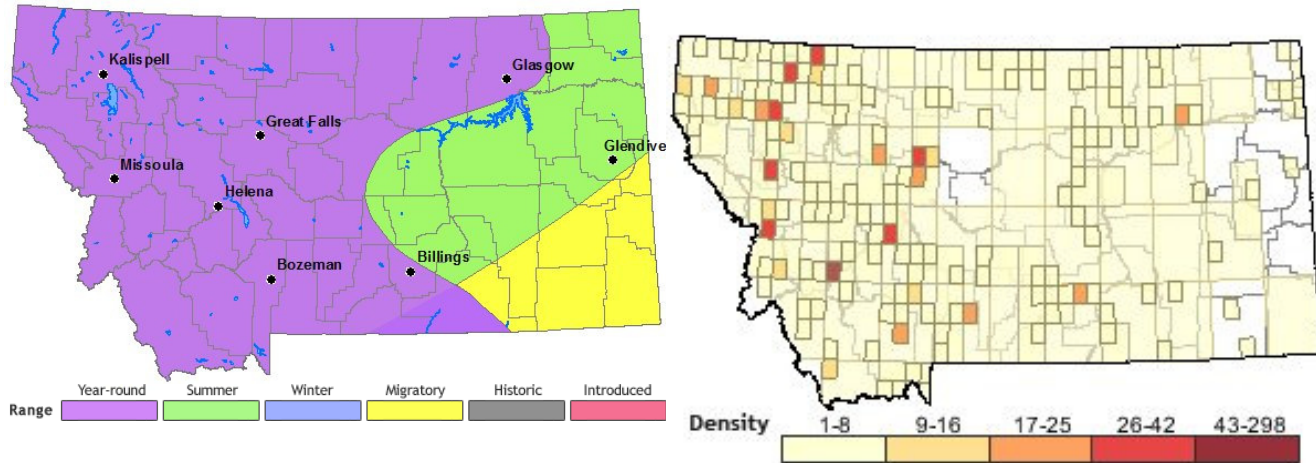 Kalispell
Glasgow
Great Falls
Glendive
Missoula
Helena
Billings
Bozeman
Year-round Summer Winter Migratory Historic Introduced
Range
Density 1-8 9-16 17-25 26-42 43-298